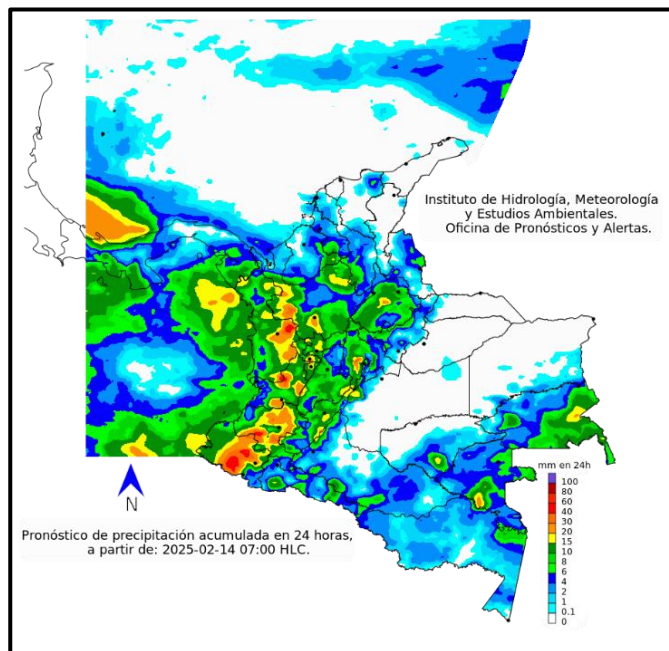 Instituto de Hidrología, Meteorología
y Estudios Ambientales.
Oficina de Pronósticos y Alertas.
mm en 24h
100
80
60
40
30
20
15
10
8
6
4
2
1
0.1
0
N
Pronóstico de precipitación acumulada en 24 horas,
a partir de: 2025-02-14 07:00 HLC.